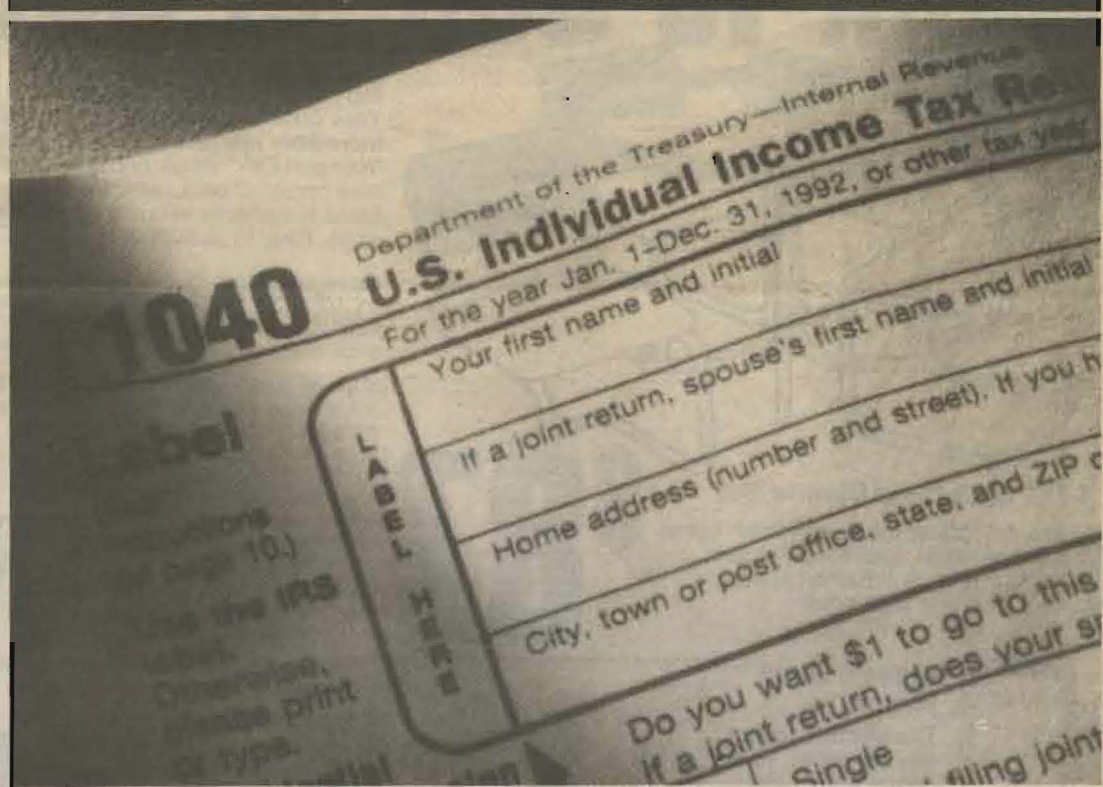 Department of the Treasury—Internal Revenue
1040
U.S. Individual Income Tax Re
For the year Jan. 1–Dec. 31, 1992, or other tax year
Label
page 10.)
Use the IRS
label.
Otherwise,
please print
or type.
LABEL HERE
Your first name and initial
If a joint return, spouse's first name and initial
Home address (number and street). If you h
City, town or post office, state, and ZIP c
Do you want $1 to go to this
If a joint return, does your sp
Single
filing joint